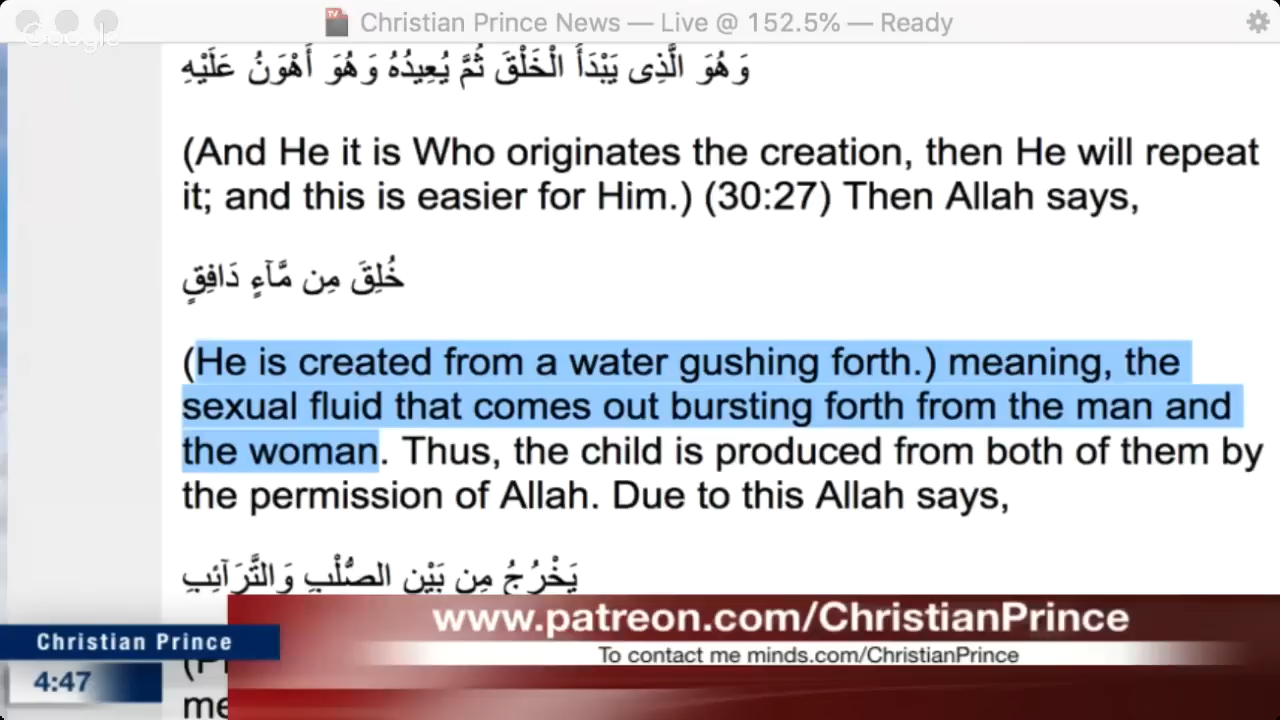 Christian Prince News — Live @ 152.5% — Ready
Google
وَهُوَ الَّذِى يَبْدَأُ الْخَلْقَ ثُمَّ يُعِيدُهُ وَهُوَ أَهْوَنُ عَلَيْهِ
(And He it is Who originates the creation, then He will repeat
it; and this is easier for Him.) (30:27) Then Allah says,
خُلِقَ مِن مَّآءٍ دَافِقٍ
(He is created from a water gushing forth.) meaning, the
sexual fluid that comes out bursting forth from the man and
the woman. Thus, the child is produced from both of them by
the permission of Allah. Due to this Allah says,
يَخْرُجُ مِن بَيْنِ الصُّلْبِ وَالتَّرَآئِبِ
www.patreon.com/ChristianPrince
Christian Prince
To contact me minds.com/ChristianPrince
4:47